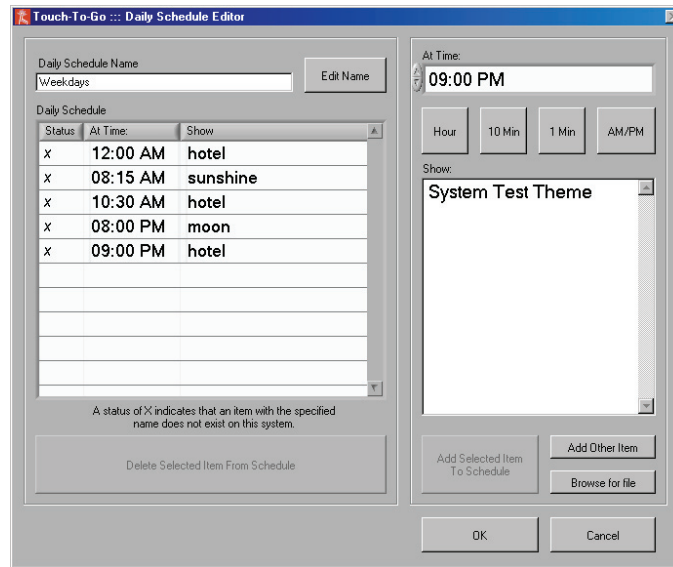 Touch-To-Go ::: Daily Schedule Editor
Daily Schedule Name
Weekdays
Edit Name
Daily Schedule
Status At Time: Show
x 12:00 AM hotel
x 08:15 AM sunshine
x 10:30 AM hotel
x 08:00 PM moon
x 09:00 PM hotel
A status of X indicates that an item with the specified
name does not exist on this system.
Delete Selected Item From Schedule
At Time:
09:00 PM
Hour 10 Min 1 Min AM/PM
Show:
System Test Theme
Add Selected Item
To Schedule
Add Other Item
Browse for file
OK Cancel